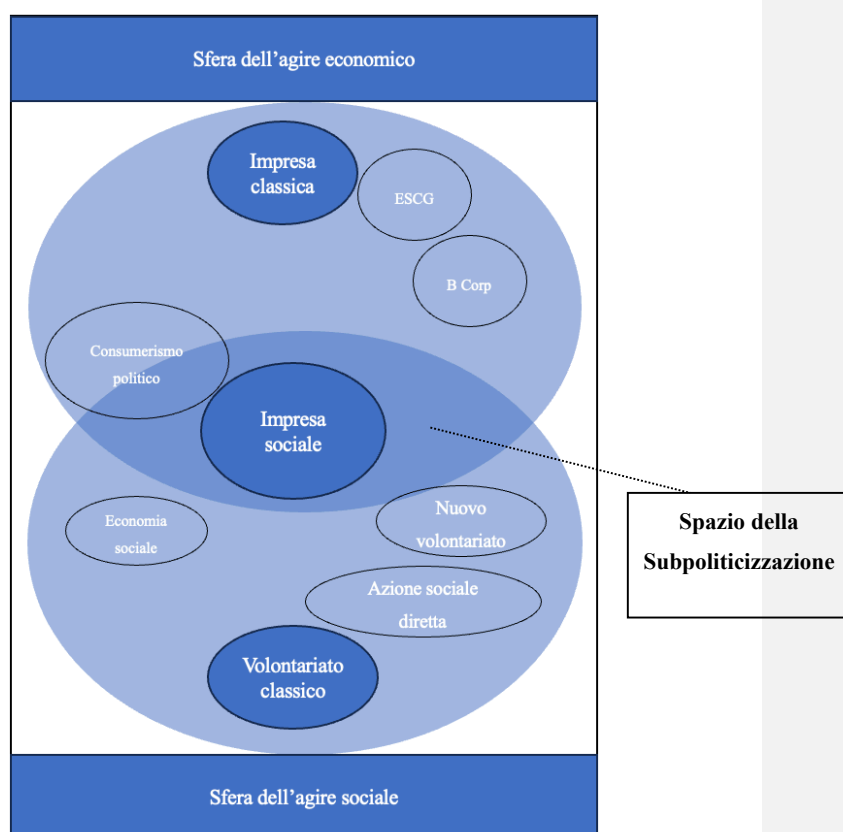 Sfera dell’agire economico
Impresa
classica
ESCG
B Corp
Consumerismo
politico
Impresa
sociale
Economia
sociale
Nuovo
volontariato
Spazio della
Subpoliticizzazione
Azione sociale
diretta
Volontariato
classico
Sfera dell’agire sociale